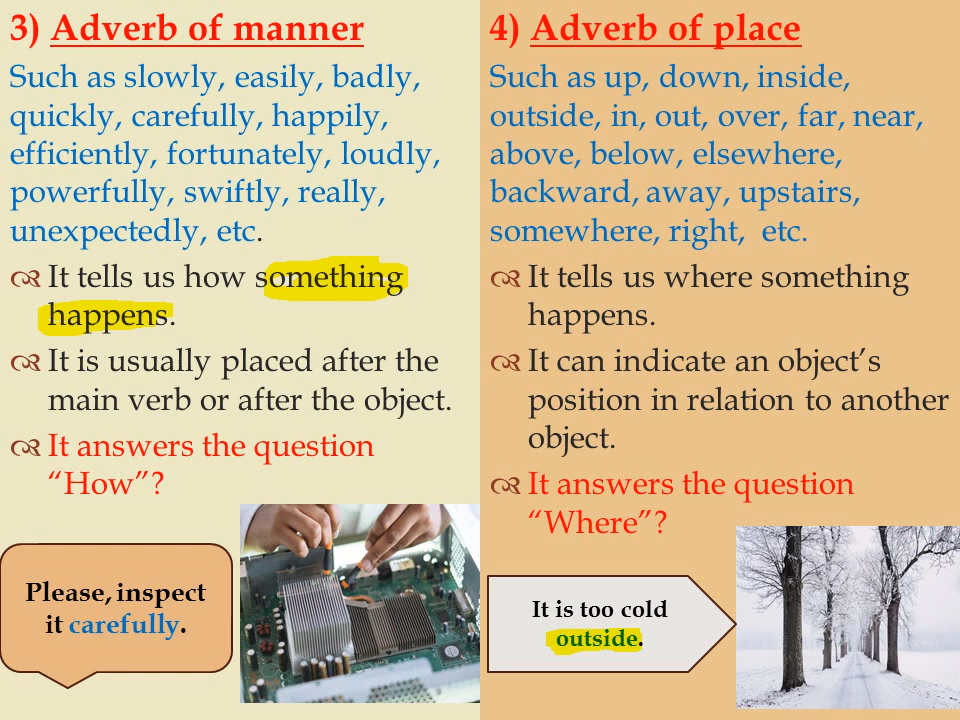 3) Adverb of manner
Such as slowly, easily, badly,
quickly, carefully, happily,
efficiently, fortunately, loudly,
powerfully, swiftly, really,
unexpectedly, etc.
It tells us how something
happens.
It is usually placed after the
main verb or after the object.
It answers the question
“How”?
Please, inspect
it carefully.
4) Adverb of place
Such as up, down, inside,
outside, in, out, over, far, near,
above, below, elsewhere,
backward, away, upstairs,
somewhere, right, etc.
It tells us where something
happens.
It can indicate an object’s
position in relation to another
object.
It answers the question
“Where”?
It is too cold
outside.